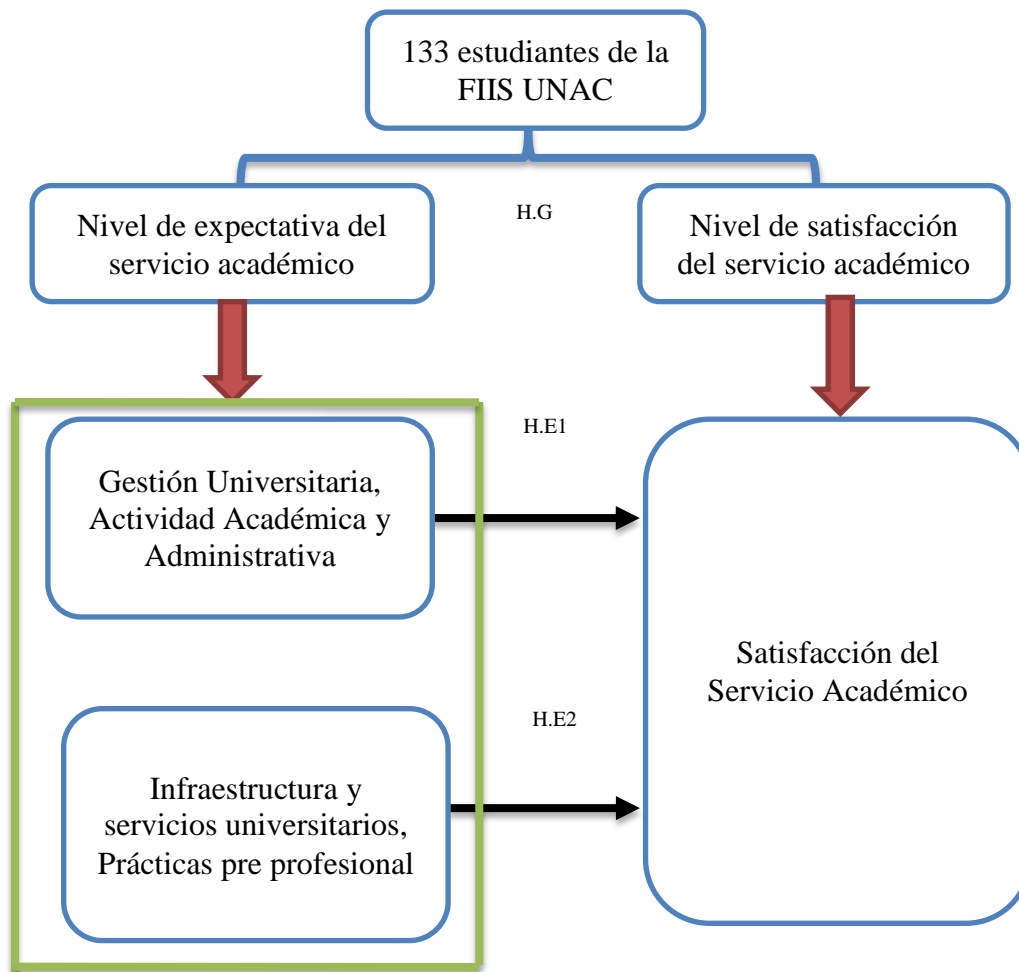 133 estudiantes de la
FIIS UNAC
Nivel de expectativa del
servicio académico
H.G
Nivel de satisfacción
del servicio académico
H.E1
Gestión Universitaria,
Actividad Académica y
Administrativa
Satisfacción del
Servicio Académico
H.E2
Infraestructura y
servicios universitarios,
Prácticas pre profesional